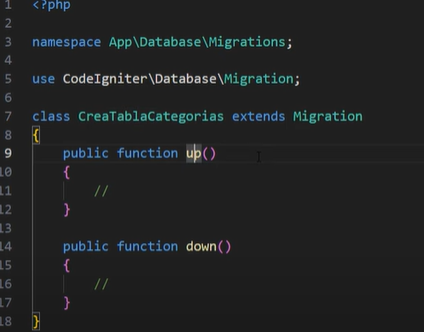 1 <?php
2
3 namespace App\Database\Migrations;
4
5 use CodeIgniter\Database\Migration;
6
7 class CreaTablaCategorias extends Migration
8 {
9     public function up()
10     {
11         //
12     }
13
14     public function down()
15     {
16         //
17     }
18 }